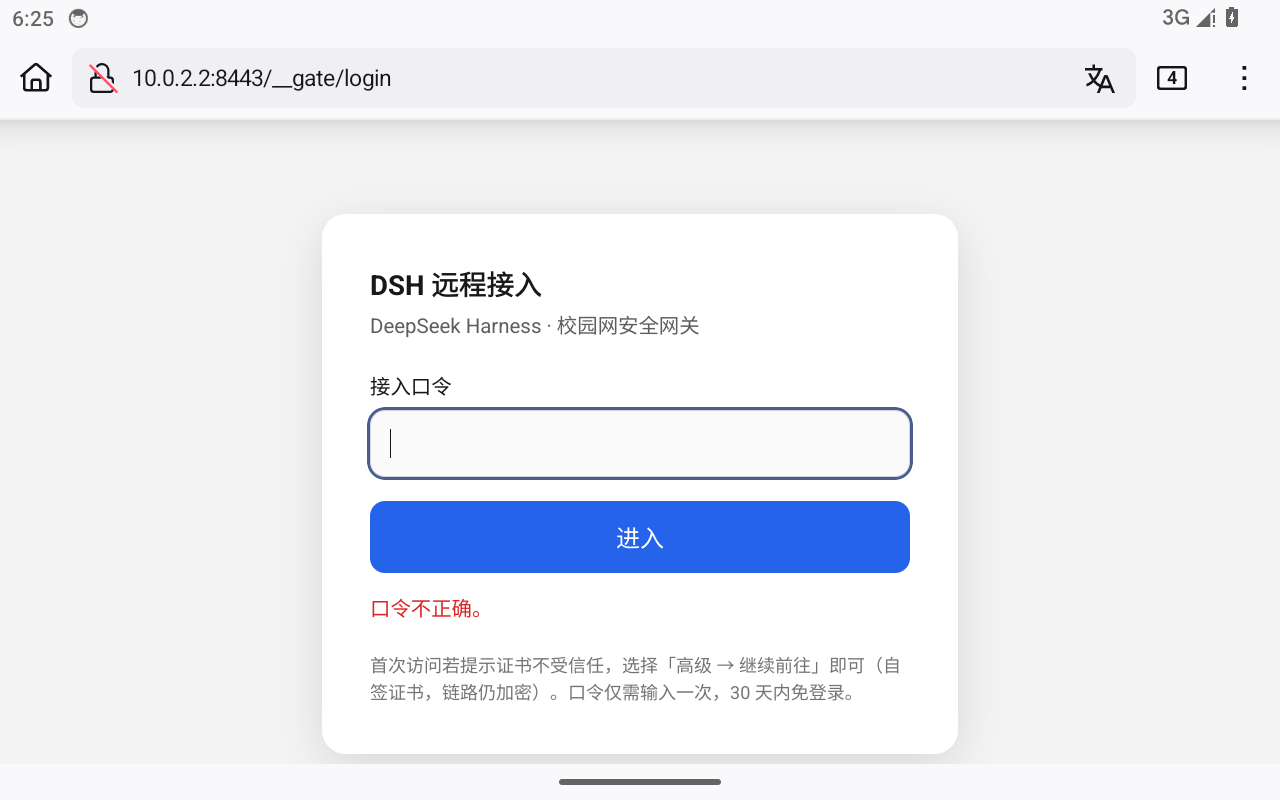 6:25
3G
10.0.2.2:8443/__gate/login
4
DSH 远程接入
DeepSeek Harness · 校园网安全网关
接入口令
进入
口令不正确。
首次访问若提示证书不受信任，选择「高级 → 继续前往」即可（自
签证书，链路仍加密）。口令仅需输入一次，30 天内免登录。